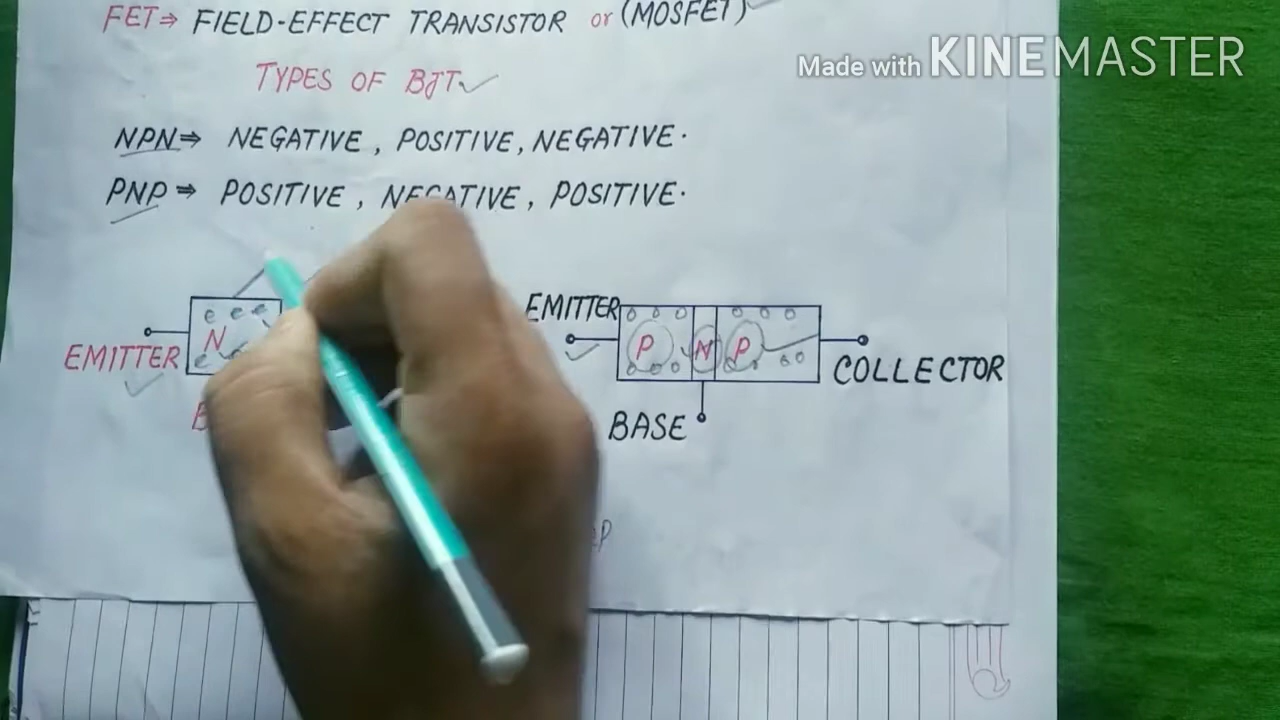 FET⇒ FIELD-EFFECT TRANSISTOR or (MOSFET)
Made with KINEMASTER
TYPES OF BJT
NPN⇒ NEGATIVE, POSITIVE, NEGATIVE.
PNP⇒ POSITIVE, NEGATIVE, POSITIVE.
e e e
N
e
EMITTER
EMITTER
P N P
COLLECTOR
BASE